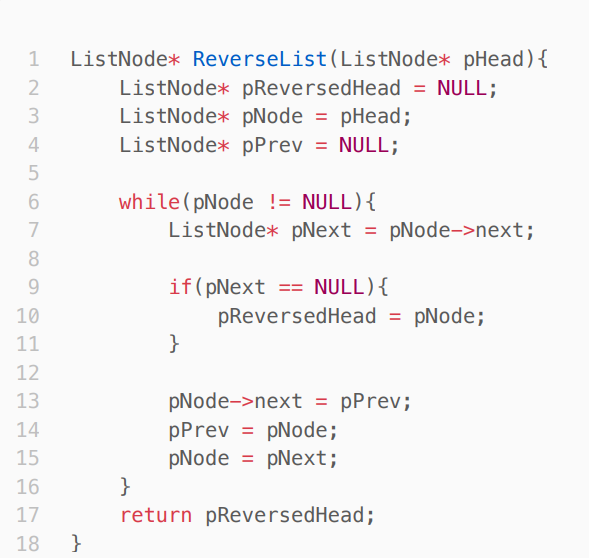 1 ListNode* ReverseList(ListNode* pHead){
2     ListNode* pReversedHead = NULL;
3     ListNode* pNode = pHead;
4     ListNode* pPrev = NULL;
5
6     while(pNode != NULL){
7         ListNode* pNext = pNode->next;
8
9         if(pNext == NULL){
10             pReversedHead = pNode;
11         }
12
13         pNode->next = pPrev;
14         pPrev = pNode;
15         pNode = pNext;
16     }
17     return pReversedHead;
18 }